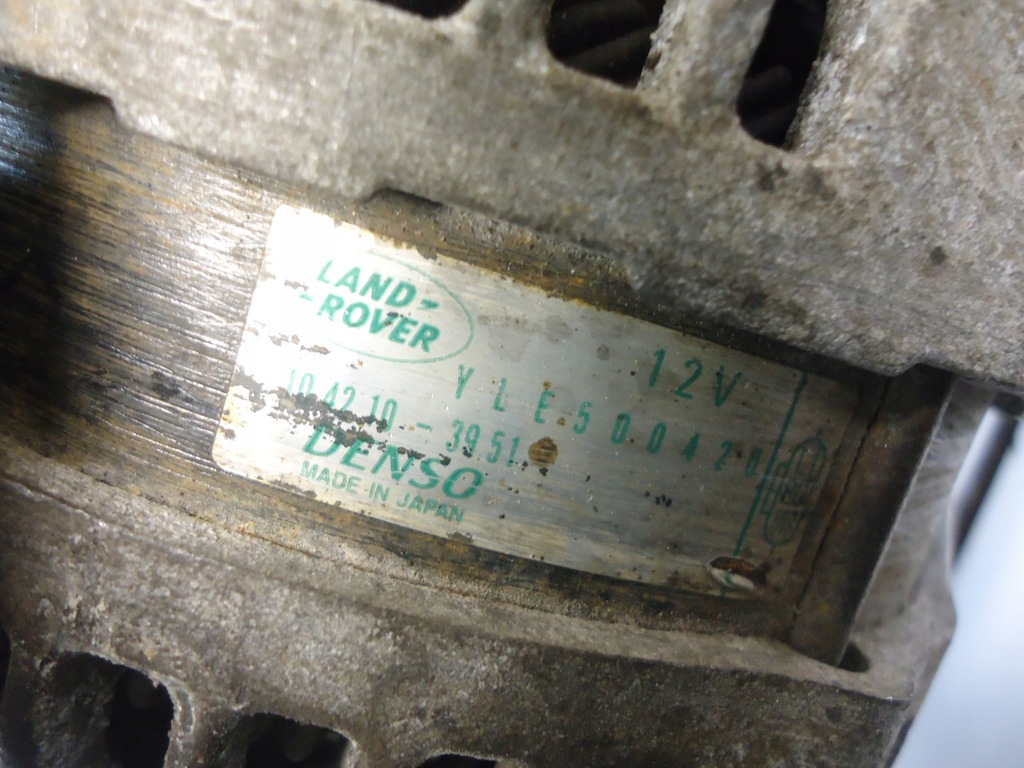 LAND-
-ROVER
12V
YLE500420
104210-3951
DENSO
MADE IN JAPAN